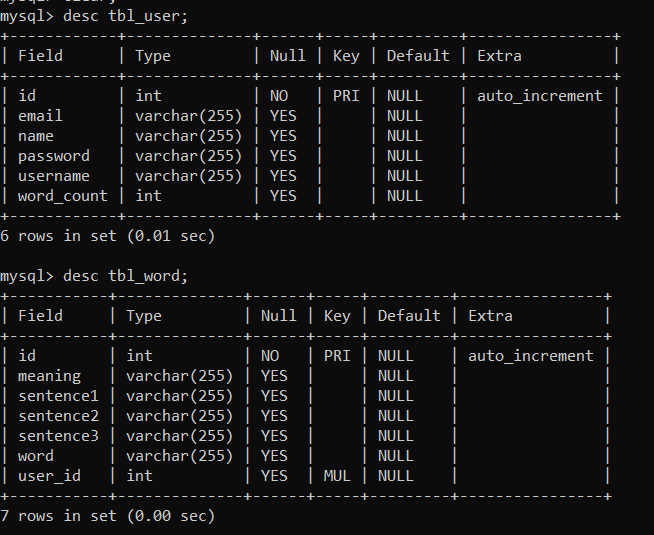 mysql> desc tbl_user;
+------------+--------------+------+-----+---------+----------------+
| Field      | Type         | Null | Key | Default | Extra          |
+------------+--------------+------+-----+---------+----------------+
| id         | int          | NO   | PRI | NULL    | auto_increment |
| email      | varchar(255) | YES  |     | NULL    |                |
| name       | varchar(255) | YES  |     | NULL    |                |
| password   | varchar(255) | YES  |     | NULL    |                |
| username   | varchar(255) | YES  |     | NULL    |                |
| word_count | int          | YES  |     | NULL    |                |
+------------+--------------+------+-----+---------+----------------+
6 rows in set (0.01 sec)

mysql> desc tbl_word;
+-----------+--------------+------+-----+---------+----------------+
| Field     | Type         | Null | Key | Default | Extra          |
+-----------+--------------+------+-----+---------+----------------+
| id        | int          | NO   | PRI | NULL    | auto_increment |
| meaning   | varchar(255) | YES  |     | NULL    |                |
| sentence1 | varchar(255) | YES  |     | NULL    |                |
| sentence2 | varchar(255) | YES  |     | NULL    |                |
| sentence3 | varchar(255) | YES  |     | NULL    |                |
| word      | varchar(255) | YES  |     | NULL    |                |
| user_id   | int          | YES  | MUL | NULL    |                |
+-----------+--------------+------+-----+---------+----------------+
7 rows in set (0.00 sec)